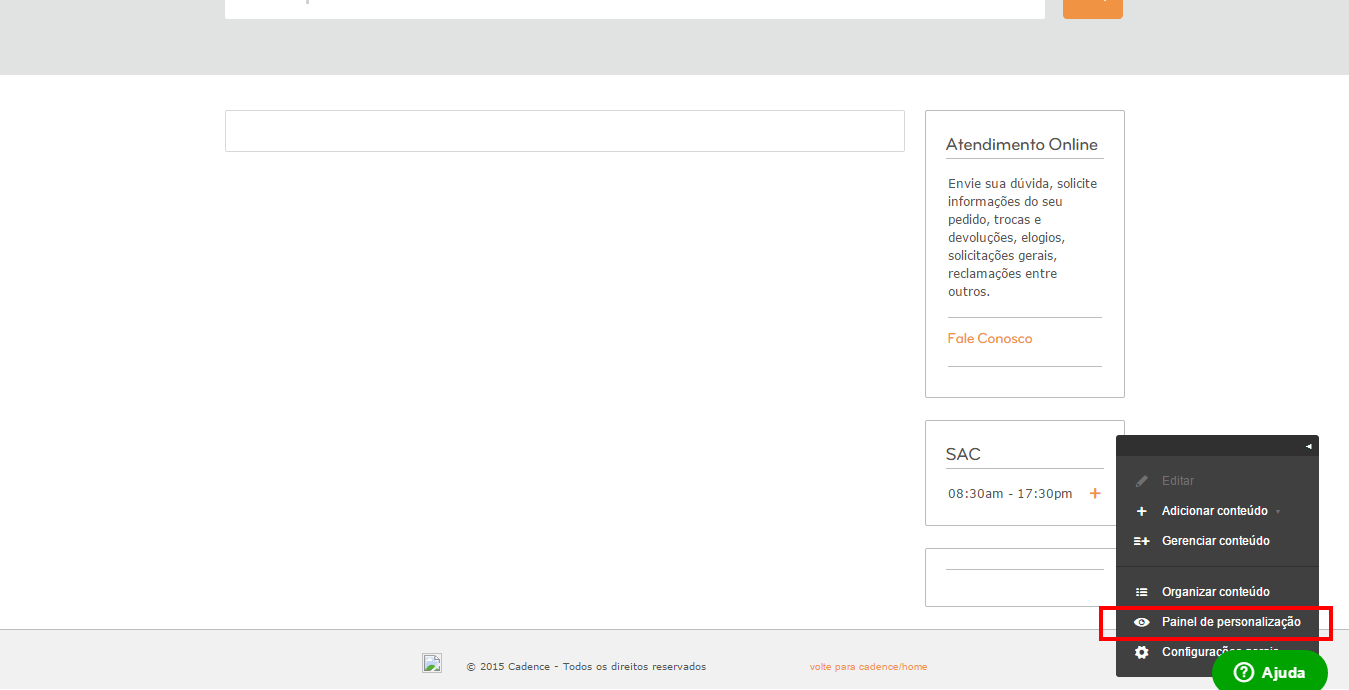 Atendimento Online
Envie sua dúvida, solicite
informações do seu
pedido, trocas e
devoluções, elogios,
solicitações gerais,
reclamações entre
outros.
Fale Conosco
SAC
08:30am - 17:30pm +
Editar
Adicionar conteúdo
Gerenciar conteúdo
Organizar conteúdo
Painel de personalização
Configurações gerais
Ajuda
© 2015 Cadence - Todos os direitos reservados
volte para cadence/home